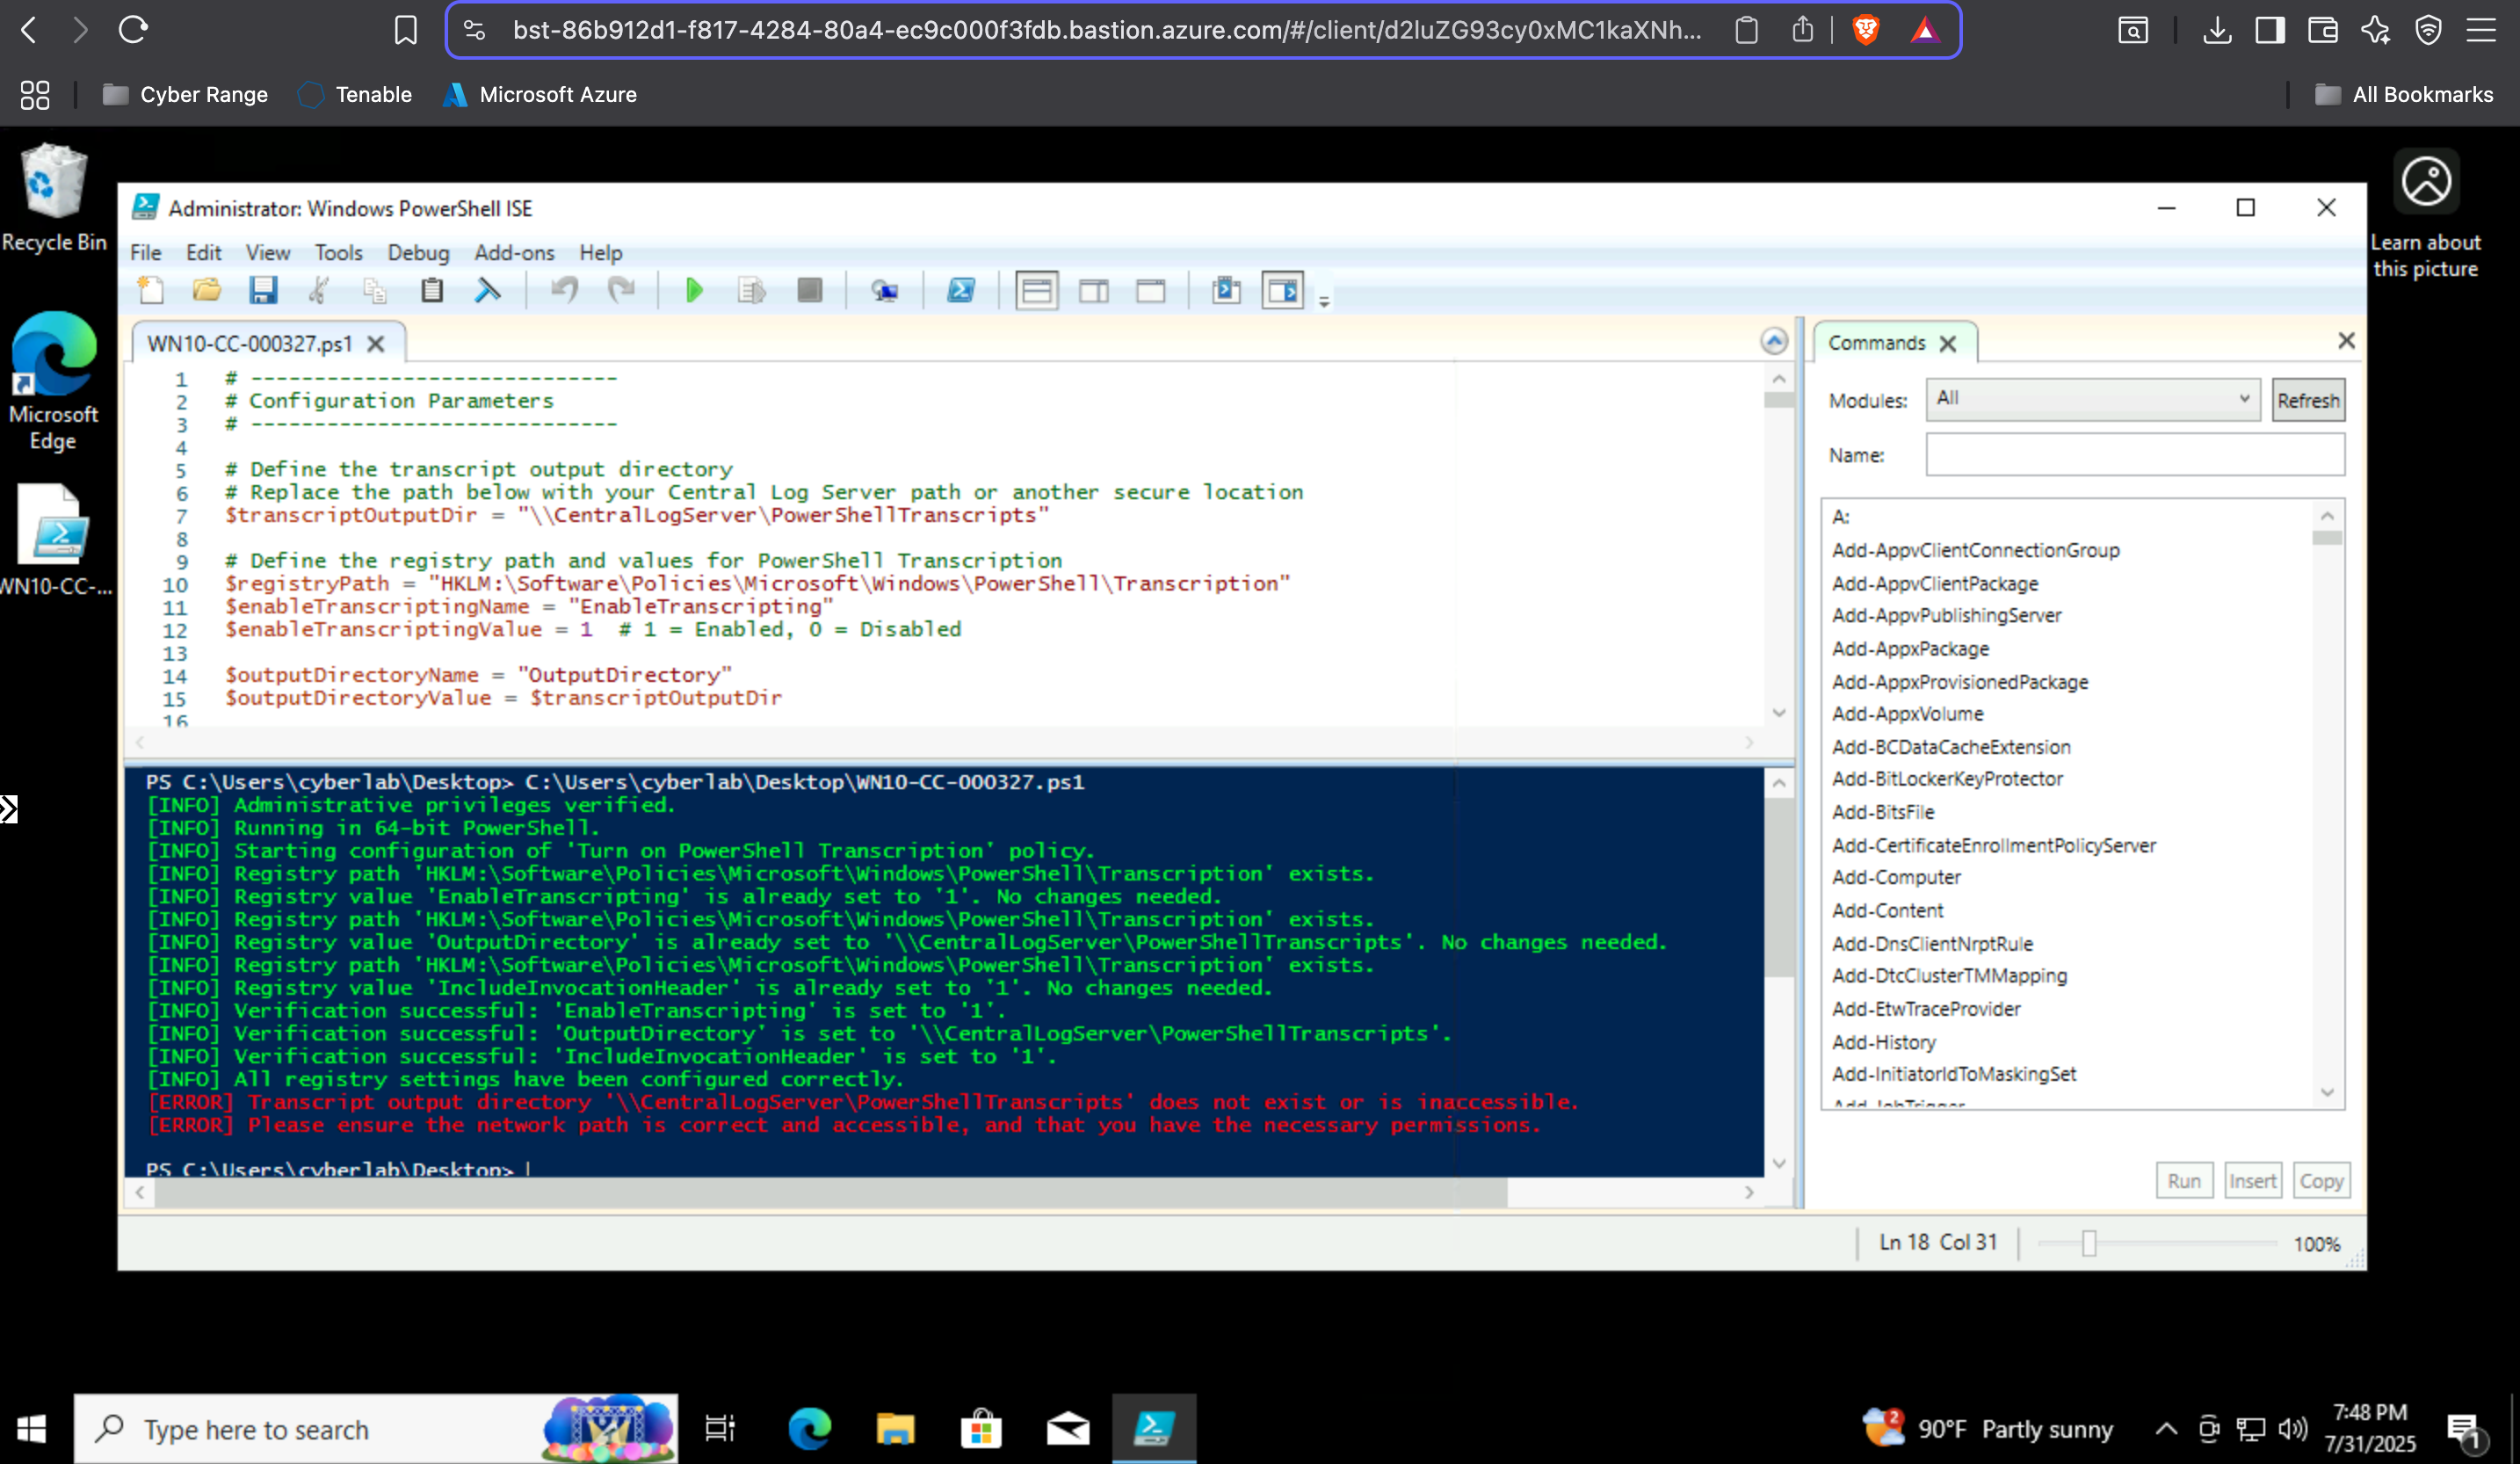 bst-86b912d1-f817-4284-80a4-ec9c000f3fdb.bastion.azure.com/#/client/d2luZG93cy0xMC1kaXNh...
Cyber Range
Tenable
Microsoft Azure
All Bookmarks
Recycle Bin
Microsoft
Edge
WN10-CC-...
Learn about
this picture
Administrator: Windows PowerShell ISE
File Edit View Tools Debug Add-ons Help
WN10-CC-000327.ps1
1 # -----------------------------
2 # Configuration Parameters
3 # -----------------------------
4
5 # Define the transcript output directory
6 # Replace the path below with your Central Log Server path or another secure location
7 $transcriptOutputDir = "\\CentralLogServer\PowerShellTranscripts"
8
9 # Define the registry path and values for PowerShell Transcription
10 $registryPath = "HKLM:\Software\Policies\Microsoft\Windows\PowerShell\Transcription"
11 $enableTranscriptingName = "EnableTranscripting"
12 $enableTranscriptingValue = 1  # 1 = Enabled, 0 = Disabled
13
14 $outputDirectoryName = "OutputDirectory"
15 $outputDirectoryValue = $transcriptOutputDir
16
PS C:\Users\cyberlab\Desktop> C:\Users\cyberlab\Desktop\WN10-CC-000327.ps1
[INFO] Administrative privileges verified.
[INFO] Running in 64-bit PowerShell.
[INFO] Starting configuration of 'Turn on PowerShell Transcription' policy.
[INFO] Registry path 'HKLM:\Software\Policies\Microsoft\Windows\PowerShell\Transcription' exists.
[INFO] Registry value 'EnableTranscripting' is already set to '1'. No changes needed.
[INFO] Registry path 'HKLM:\Software\Policies\Microsoft\Windows\PowerShell\Transcription' exists.
[INFO] Registry value 'OutputDirectory' is already set to '\\CentralLogServer\PowerShellTranscripts'. No changes needed.
[INFO] Registry path 'HKLM:\Software\Policies\Microsoft\Windows\PowerShell\Transcription' exists.
[INFO] Registry value 'IncludeInvocationHeader' is already set to '1'. No changes needed.
[INFO] Verification successful: 'EnableTranscripting' is set to '1'.
[INFO] Verification successful: 'OutputDirectory' is set to '\\CentralLogServer\PowerShellTranscripts'.
[INFO] Verification successful: 'IncludeInvocationHeader' is set to '1'.
[INFO] All registry settings have been configured correctly.
[ERROR] Transcript output directory '\\CentralLogServer\PowerShellTranscripts' does not exist or is inaccessible.
[ERROR] Please ensure the network path is correct and accessible, and that you have the necessary permissions.
PS C:\Users\cyberlab\Desktop>
Commands
Modules: All Refresh
Name:
A:
Add-AppvClientConnectionGroup
Add-AppvClientPackage
Add-AppvPublishingServer
Add-AppxPackage
Add-AppxProvisionedPackage
Add-AppxVolume
Add-BCDataCacheExtension
Add-BitLockerKeyProtector
Add-BitsFile
Add-CertificateEnrollmentPolicyServer
Add-Computer
Add-Content
Add-DnsClientNrptRule
Add-DtcClusterTMMapping
Add-EtwTraceProvider
Add-History
Add-InitiatorIdToMaskingSet
Add-JobTrigger
Run Insert Copy
Ln 18 Col 31
100%
Type here to search
2
90°F Partly sunny
7:48 PM
7/31/2025
1